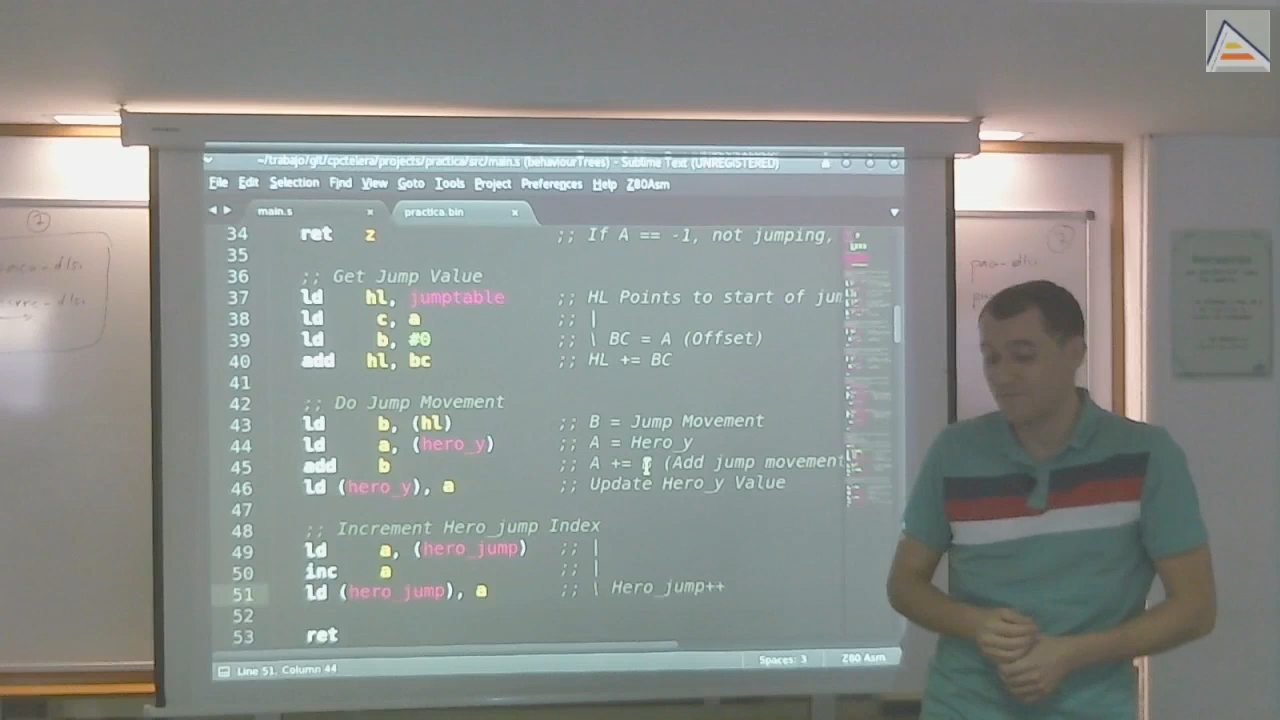 ~/trabajo/git/cpctelera/projects/practica/src/main.s (behaviourTrees) - Sublime Text (UNREGISTERED)
File Edit Selection Find View Goto Tools Project Preferences Help Z80Asm
main.s × practica.bin ×
34 ret z ;; If A == -1, not jumping,
35
36 ;; Get Jump Value
37 ld hl, jumptable ;; HL Points to start of jum
38 ld c, a ;; |
39 ld b, #0 ;; \ BC = A (Offset)
40 add hl, bc ;; HL += BC
41
42 ;; Do Jump Movement
43 ld b, (hl) ;; B = Jump Movement
44 ld a, (hero_y) ;; A = Hero_y
45 add b ;; A += (Add jump movement
46 ld (hero_y), a ;; Update Hero_y Value
47
48 ;; Increment Hero_jump Index
49 ld a, (hero_jump) ;; |
50 inc a ;; |
51 ld (hero_jump), a ;; \ Hero_jump++
52
53 ret
Line 51, Column 44 Spaces: 3 Z80 Asm